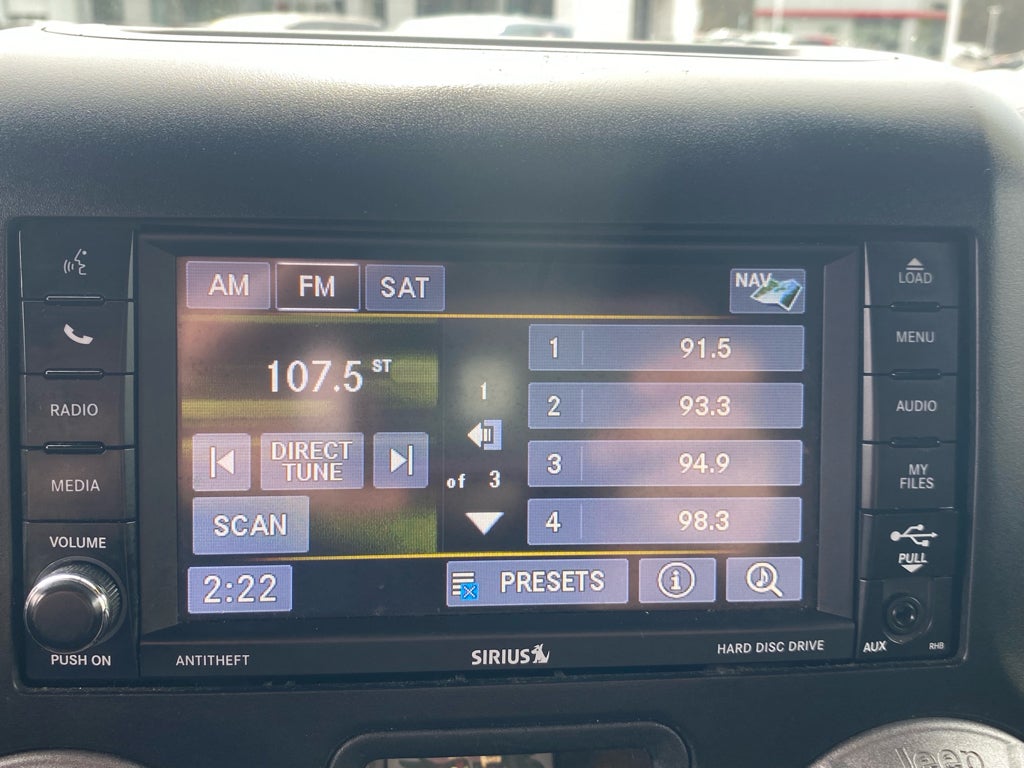 AM FM SAT NAV
107.5 ST
1 91.5
2 93.3
3 94.9
4 98.3
1
of 3
DIRECT
TUNE
SCAN
2:22
PRESETS
i
RADIO
MEDIA
VOLUME
PUSH ON
LOAD
MENU
AUDIO
MY
FILES
PULL
AUX
RHB
ANTITHEFT
SIRIUS
HARD DISC DRIVE
Jeep